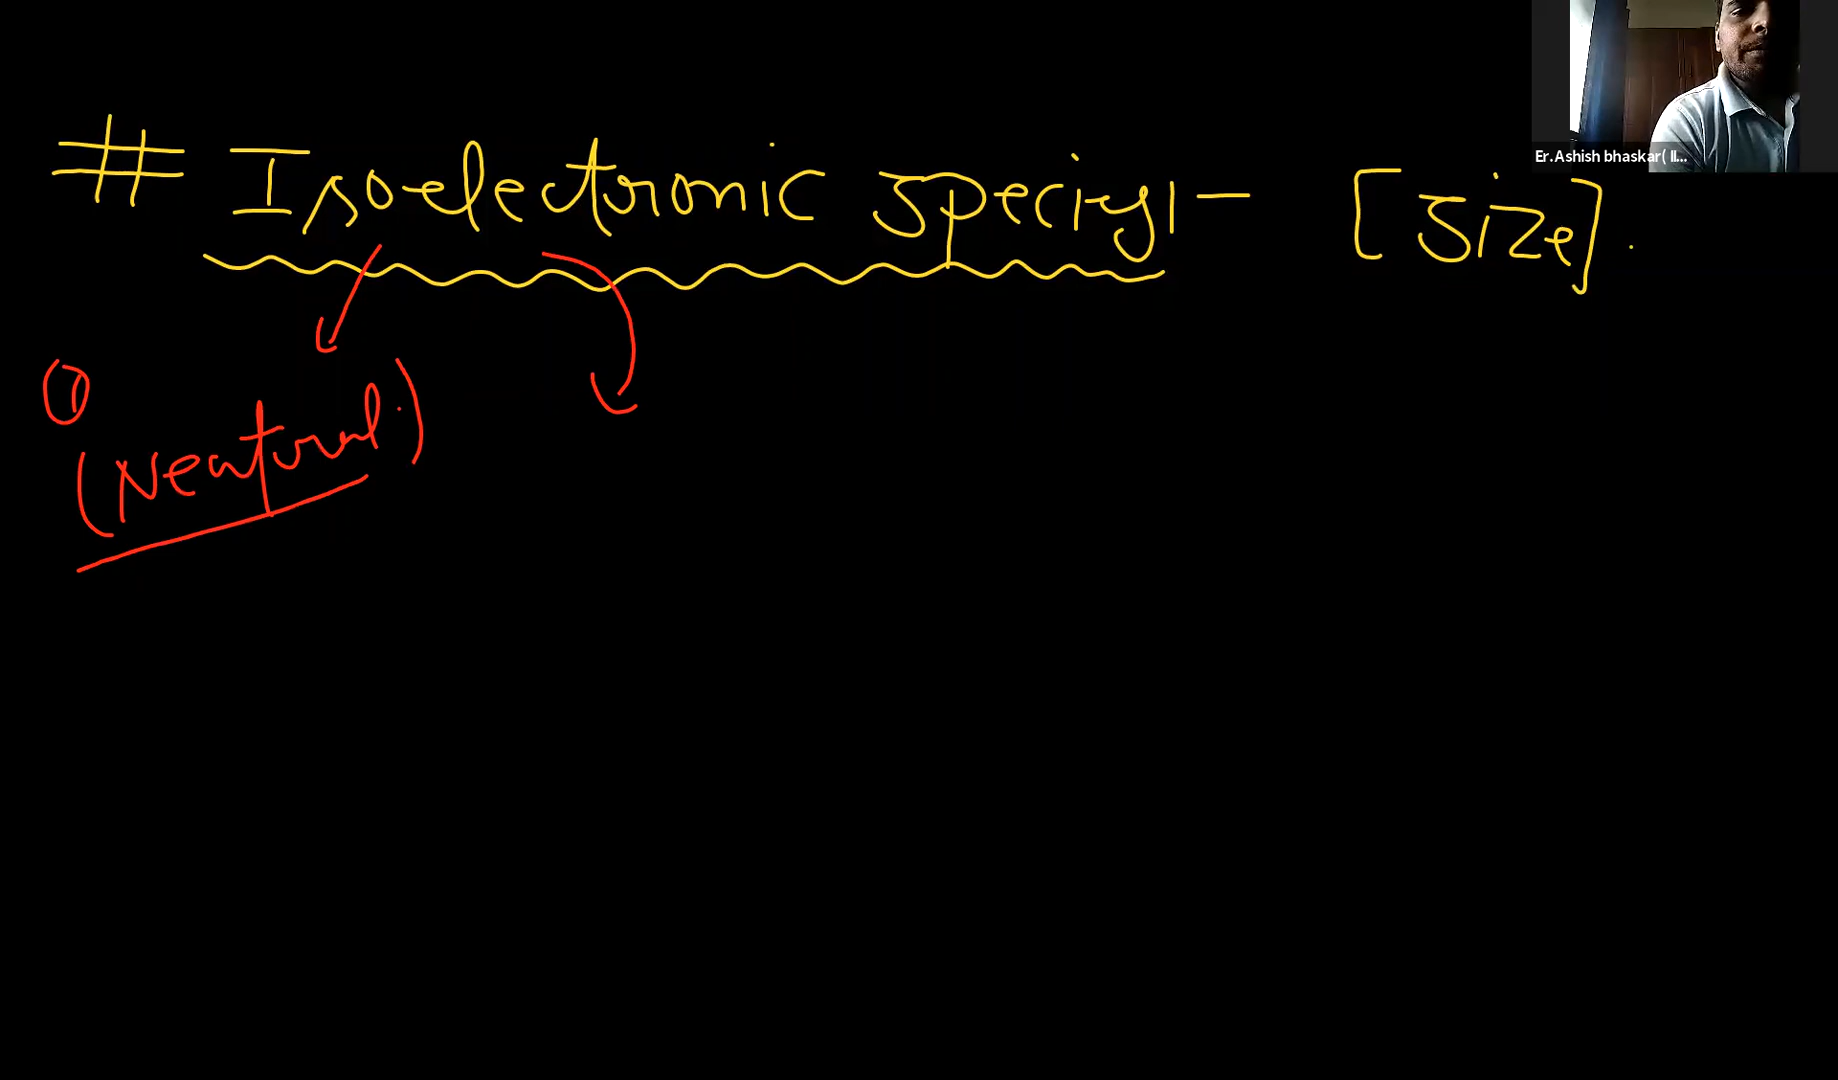 # Isoelectronic Species:- [Size].
Er. Ashish bhaskar( II...
①
(Neutral.)